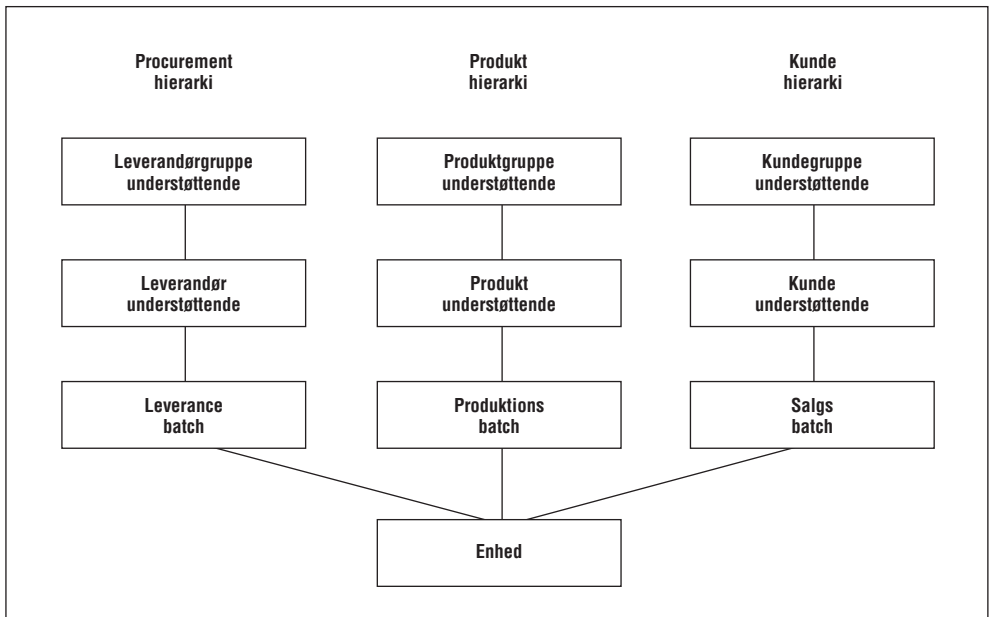 Procurement
hierarki
Produkt
hierarki
Kunde
hierarki
Leverandørgruppe
understøttende
Produktgruppe
understøttende
Kundegruppe
understøttende
Leverandør
understøttende
Produkt
understøttende
Kunde
understøttende
Leverance
batch
Produktions
batch
Salgs
batch
Enhed